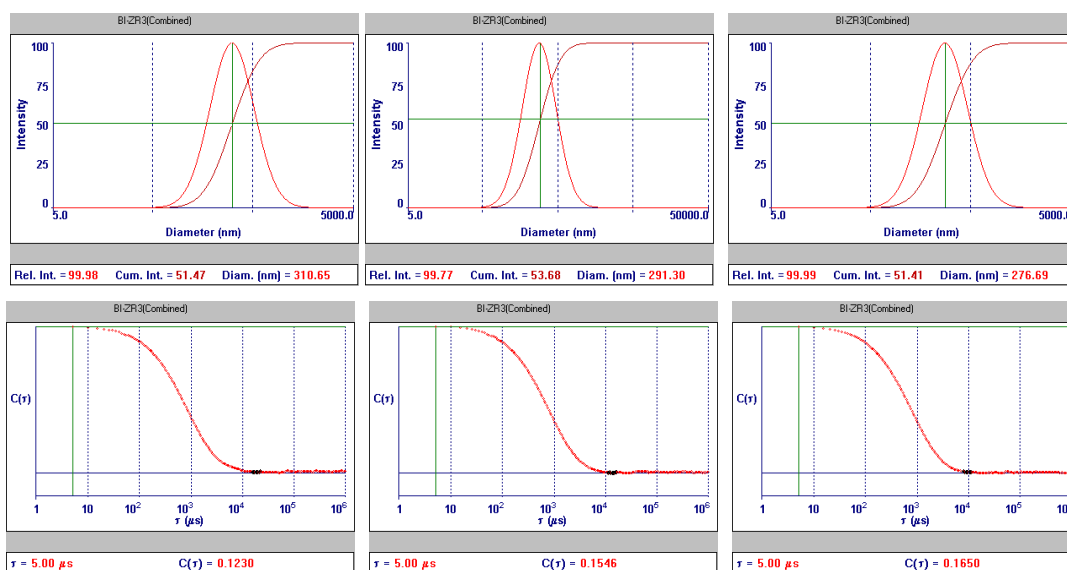 BI-ZR3(Combined)
100
75
50
25
0
Intensity
5.0
5000.0
Diameter (nm)
Rel. Int. = 99.98 Cum. Int. = 51.47 Diam. (nm) = 310.65
BI-ZR3(Combined)
100
75
50
25
0
Intensity
5.0
50000.0
Diameter (nm)
Rel. Int. = 99.77 Cum. Int. = 53.68 Diam. (nm) = 291.30
BI-ZR3(Combined)
100
75
50
25
0
Intensity
5.0
5000.0
Diameter (nm)
Rel. Int. = 99.99 Cum. Int. = 51.41 Diam. (nm) = 276.69
BI-ZR3(Combined)
C(τ)
1 10 10² 10³ 10⁴ 10⁵ 10⁶
τ (µs)
τ = 5.00 µs C(τ) = 0.1230
BI-ZR3(Combined)
C(τ)
1 10 10² 10³ 10⁴ 10⁵ 10⁶
τ (µs)
τ = 5.00 µs C(τ) = 0.1546
BI-ZR3(Combined)
C(τ)
1 10 10² 10³ 10⁴ 10⁵ 10
τ (µs)
τ = 5.00 µs C(τ) = 0.1650